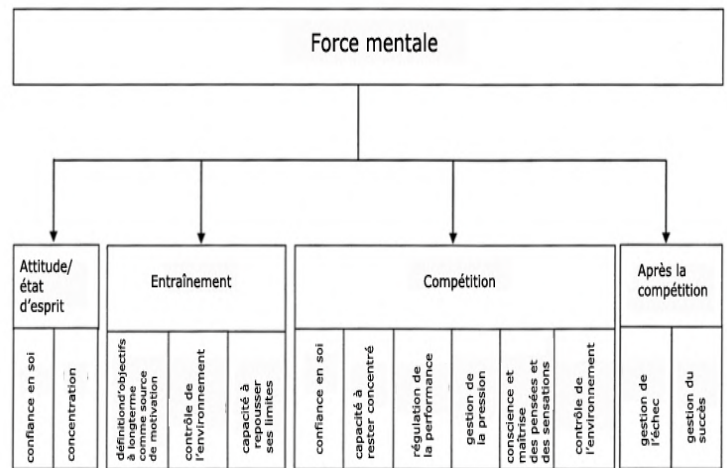 Force mentale
Attitude/
état
d'esprit
Entraînement
Compétition
Après la
compétition
confiance en soi
concentration
définitiond'objectifs
à longterme
comme source
de motivation
contrôle de
l'environnement
capacité à
repousser
ses limites
confiance en soi
capacité à
rester concentré
régulation de
la performance
gestion de
la pression
conscience et
maîtrise
des pensées et
des sensations
contrôle de
l'environnement
gestion de
l'échec
gestion du
succès